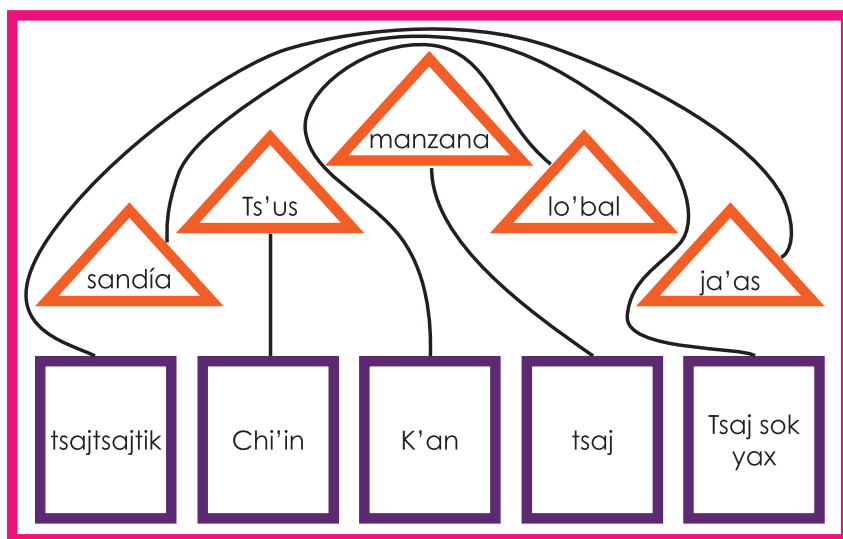 manzana
Ts’us
lo’bal
sandía
ja’as
tsajtsajtik
Chi’in
K’an
tsaj
Tsaj sok
yax